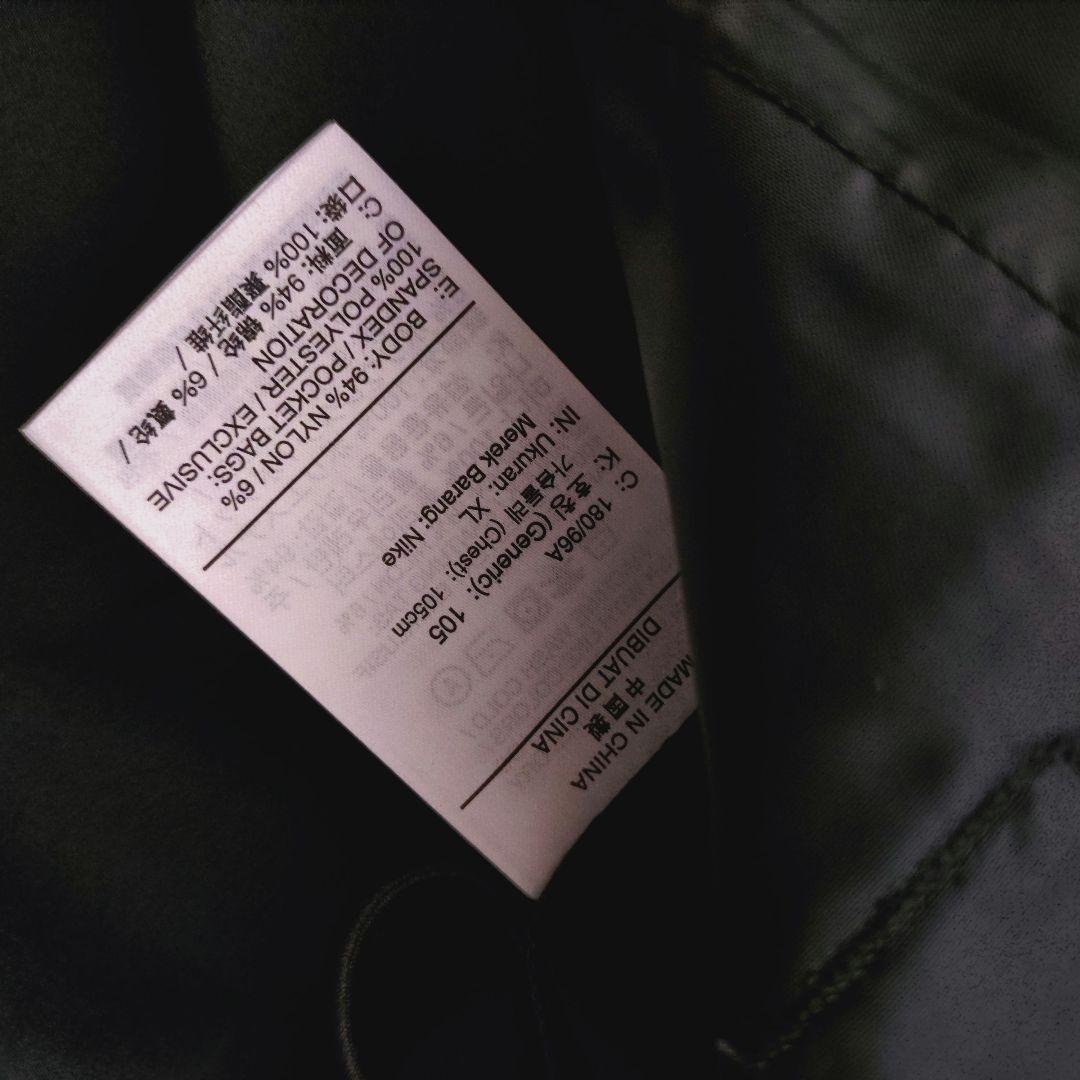 MADE IN CHINA
中國製
DIBUAT DI CINA
C: 180/96A
K: 호칭 (Generic): 105
가슴둘레 (Chest): 105cm
IN: Ukuran: XL
Merek Barang: Nike
E: BODY: 94% NYLON / 6%
SPANDEX / POCKET BAGS:
100% POLYESTER / EXCLUSIVE
OF DECORATION
C: 面料: 94% 锦纶 / 6% 氨纶 /
口袋: 100% 聚酯纤维 /